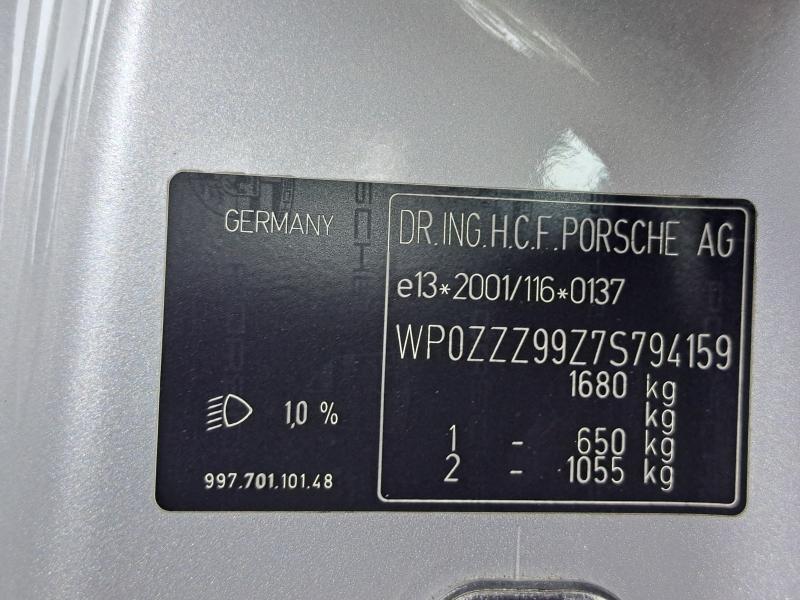 GERMANY
DR.ING.H.C.F.PORSCHE AG
e13*2001/116*0137
WP0ZZZ99Z7S794159
1680 kg
kg
1 - 650 kg
2 - 1055 kg
1,0 %
997.701.101.48